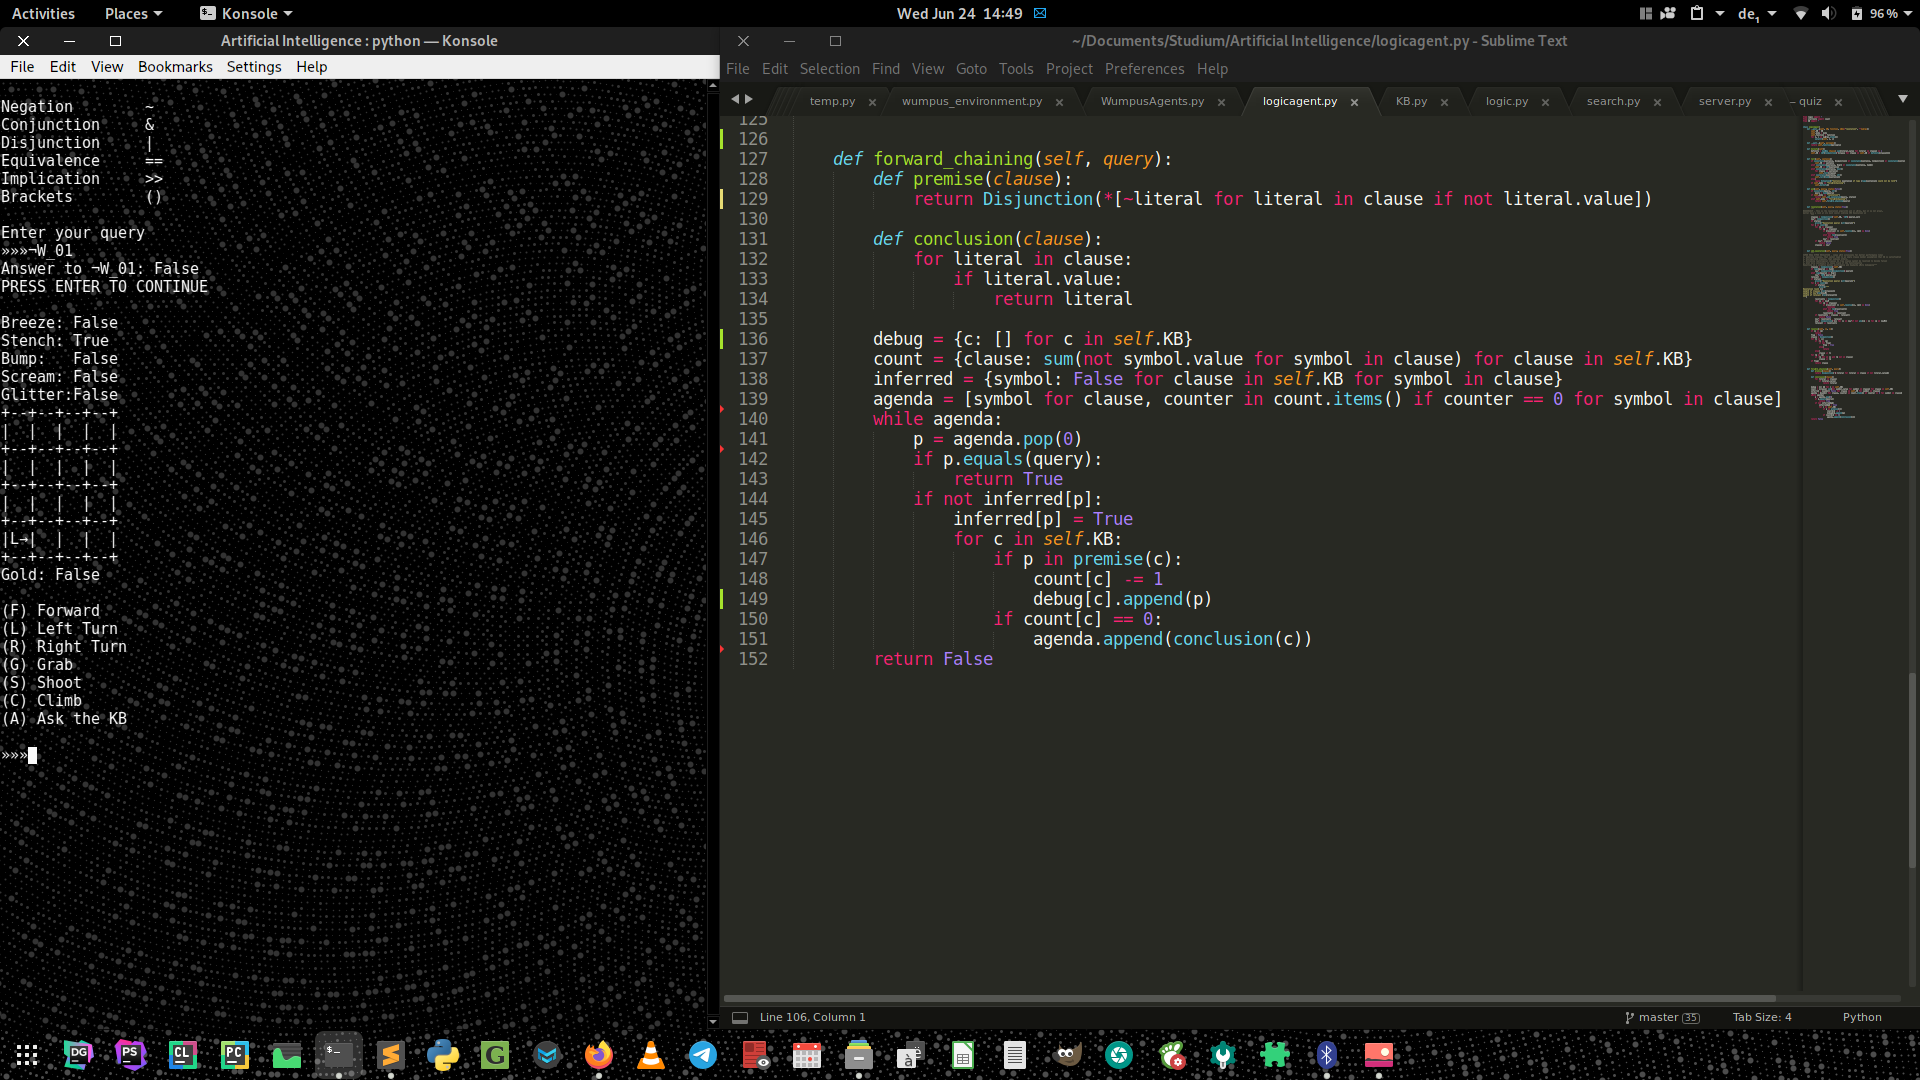 Activities Places Konsole Wed Jun 24 14:49 de1 96%
Artificial Intelligence : python — Konsole
File Edit View Bookmarks Settings Help
Negation ~
Conjunction &
Disjunction |
Equivalence ==
Implication >>
Brackets ()
Enter your query
»»»¬W_01
Answer to ¬W_01: False
PRESS ENTER TO CONTINUE
Breeze: False
Stench: True
Bump: False
Scream: False
Glitter:False
+--+--+--+--+
|  |  |  |  |
+--+--+--+--+
|  |  |  |  |
+--+--+--+--+
|  |  |  |  |
+--+--+--+--+
|L→|  |  |  |
+--+--+--+--+
Gold: False
(F) Forward
(L) Left Turn
(R) Right Turn
(G) Grab
(S) Shoot
(C) Climb
(A) Ask the KB
»»»
~/Documents/Studium/Artificial Intelligence/logicagent.py - Sublime Text
File Edit Selection Find View Goto Tools Project Preferences Help
temp.py wumpus_environment.py WumpusAgents.py logicagent.py KB.py logic.py search.py server.py — quiz
125
126
127 def forward_chaining(self, query):
128 def premise(clause):
129 return Disjunction(*[~literal for literal in clause if not literal.value])
130
131 def conclusion(clause):
132 for literal in clause:
133 if literal.value:
134 return literal
135
136 debug = {c: [] for c in self.KB}
137 count = {clause: sum(not symbol.value for symbol in clause) for clause in self.KB}
138 inferred = {symbol: False for clause in self.KB for symbol in clause}
139 agenda = [symbol for clause, counter in count.items() if counter == 0 for symbol in clause]
140 while agenda:
141 p = agenda.pop(0)
142 if p.equals(query):
143 return True
144 if not inferred[p]:
145 inferred[p] = True
146 for c in self.KB:
147 if p in premise(c):
148 count[c] -= 1
149 debug[c].append(p)
150 if count[c] == 0:
151 agenda.append(conclusion(c))
152 return False
Line 106, Column 1 master 35 Tab Size: 4 Python
DG PS CL PC